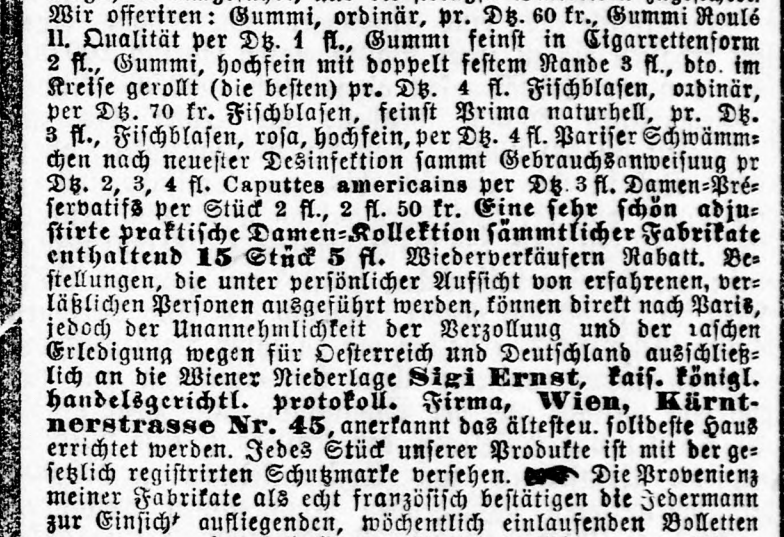 Wir offeriren: Gummi, ordinär, pr. Dtz. 60 kr., Gummi Roulé
II. Qualität per Dtz. 1 fl., Gummi feinst in Cigarrettenform
2 fl., Gummi, hochfein mit doppelt festem Rande 3 fl., dto. im
Kreise gerollt (die besten) pr. Dtz. 4 fl. Fischblasen, ordinär,
per Dtz. 70 kr. Fischblasen, feinst Prima naturhell, pr. Dtz.
3 fl., Fischblasen, rosa, hochfein, per Dtz. 4 fl. Pariser Schwämm-
chen nach neuester Desinfektion sammt Gebrauchsanweisung pr
Dtz. 2, 3, 4 fl. Caputtes americains per Dtz. 3 fl. Damen-Pré-
servatifs per Stück 2 fl., 2 fl. 50 kr. Eine sehr schön adju-
stirte praktische Damen-Kollektion sämmtlicher Fabrikate
enthaltend 15 Stück 5 fl. Wiederverkäufern Rabatt. Be-
stellungen, die unter persönlicher Aufsicht von erfahrenen, ver-
läßlichen Personen ausgeführt werden, können direkt nach Paris,
jedoch der Unannehmlichkeit der Verzollung und der raschen
Erledigung wegen für Oesterreich und Deutschland ausschließ-
lich an die Wiener Niederlage Sigi Ernst, kais. königl.
handelsgerichtl. protokoll. Firma, Wien, Kärnt-
nerstrasse Nr. 45, anerkannt das älteste u. solideste Haus
errichtet werden. Jedes Stück unserer Produkte ist mit der ge-
setzlich registrirten Schutzmarke versehen. Die Provenienz
meiner Fabrikate als echt französisch bestätigen die Jedermann
zur Einsicht aufliegenden, wöchentlich einlaufenden Bolletten